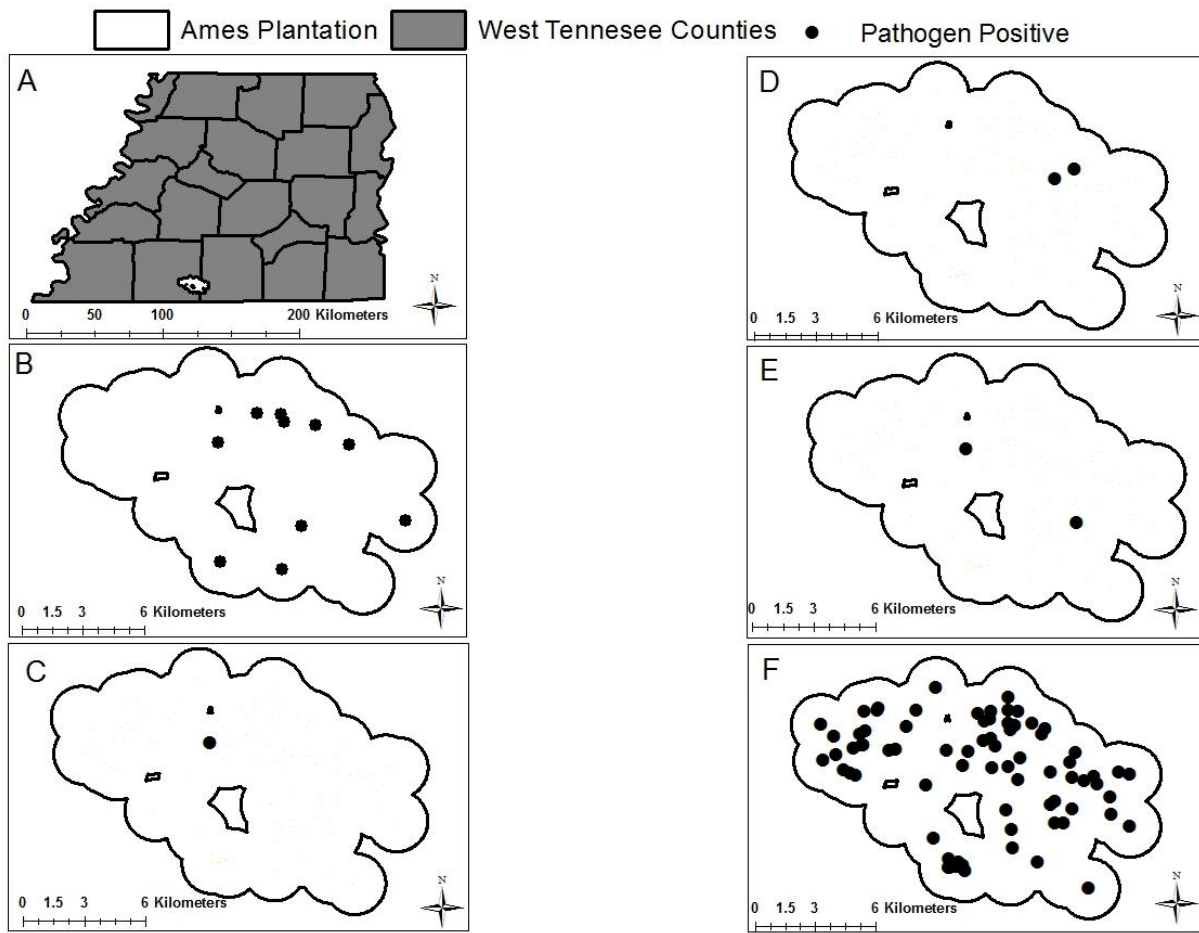 Ames Plantation West Tennesee Counties Pathogen Positive
A
N
0 50 100 200 Kilometers
B
N
0 1.5 3 6 Kilometers
C
N
0 1.5 3 6 Kilometers
D
N
0 1.5 3 6 Kilometers
E
N
0 1.5 3 6 Kilometers
F
N
0 1.5 3 6 Kilometers